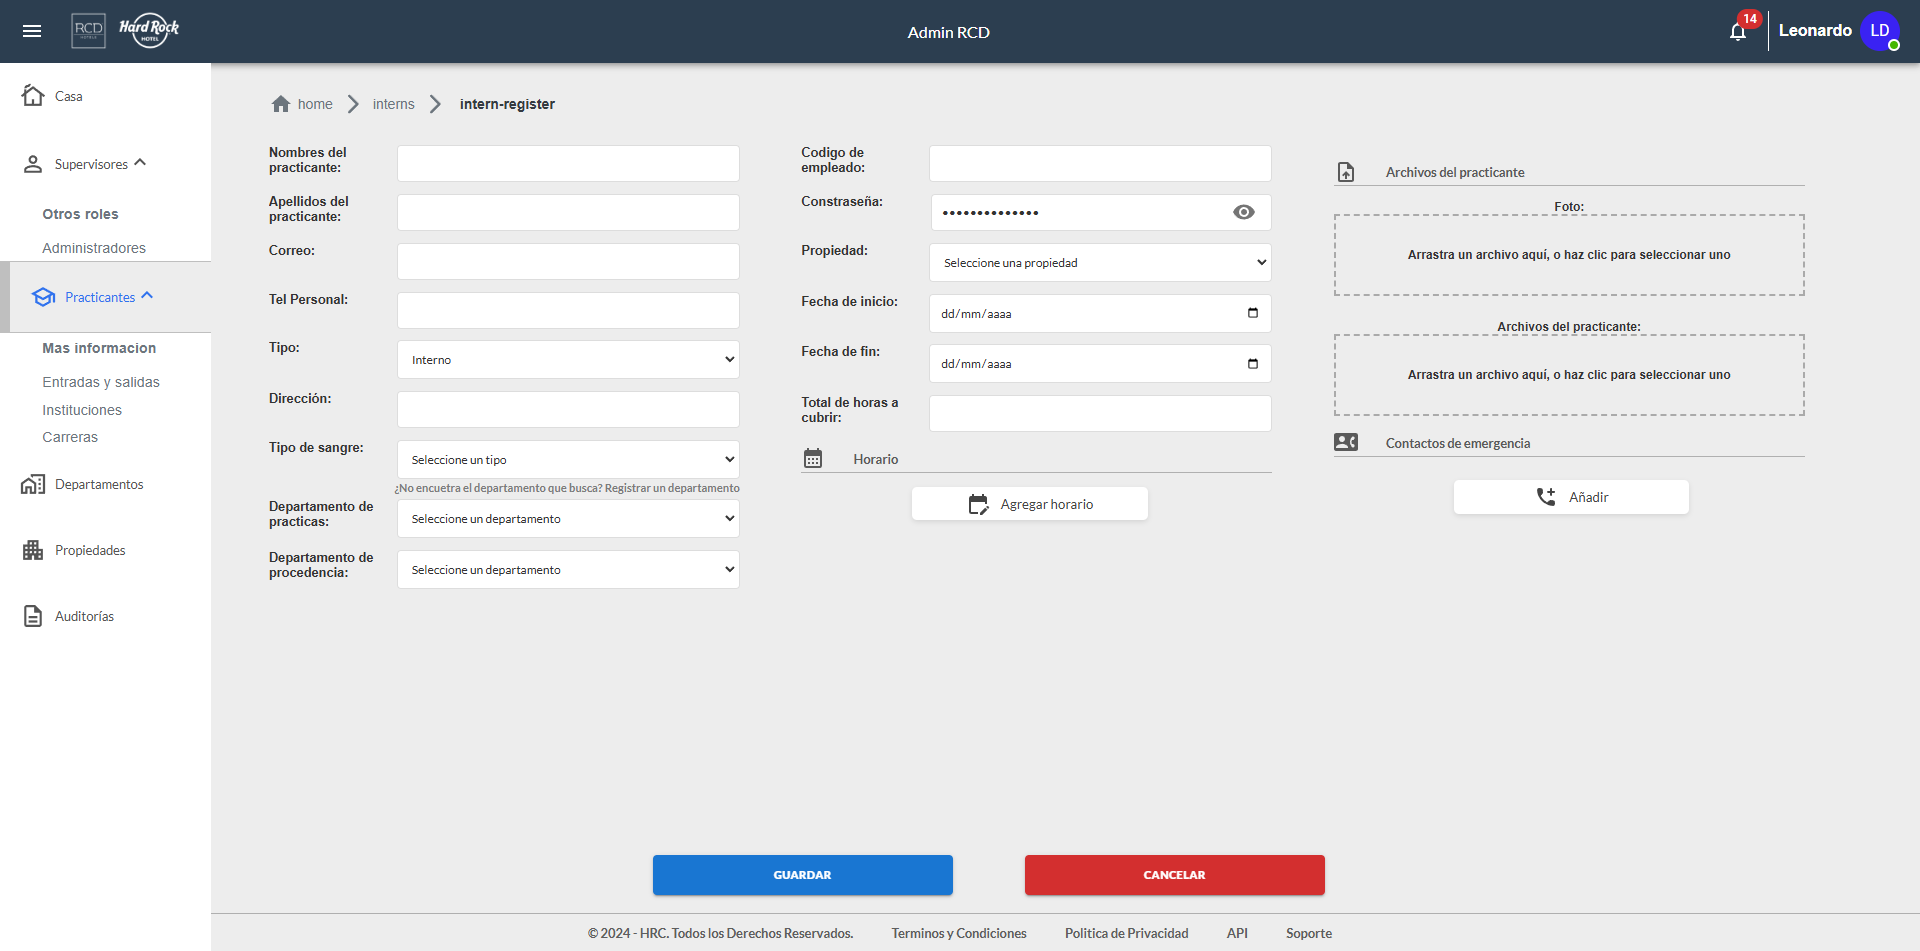 RCD
HOTELS
Hard Rock
HOTEL
Admin RCD
14
Leonardo
LD
Casa
Supervisores
Otros roles
Administradores
Practicantes
Mas informacion
Entradas y salidas
Instituciones
Carreras
Departamentos
Propiedades
Auditorías
home
interns
intern-register
Nombres del
practicante:
Apellidos del
practicante:
Correo:
Tel Personal:
Tipo:
Interno
Dirección:
Tipo de sangre:
Seleccione un tipo
¿No encuetra el departamento que busca? Registrar un departamento
Departamento de
practicas:
Seleccione un departamento
Departamento de
procedencia:
Seleccione un departamento
Codigo de
empleado:
Constraseña:
••••••••••••••
Propiedad:
Seleccione una propiedad
Fecha de inicio:
dd/mm/aaaa
Fecha de fin:
dd/mm/aaaa
Total de horas a
cubrir:
Horario
Agregar horario
Archivos del practicante
Foto:
Arrastra un archivo aquí, o haz clic para seleccionar uno
Archivos del practicante:
Arrastra un archivo aquí, o haz clic para seleccionar uno
Contactos de emergencia
Añadir
GUARDAR
CANCELAR
© 2024 - HRC. Todos los Derechos Reservados.
Terminos y Condiciones
Politica de Privacidad
API
Soporte